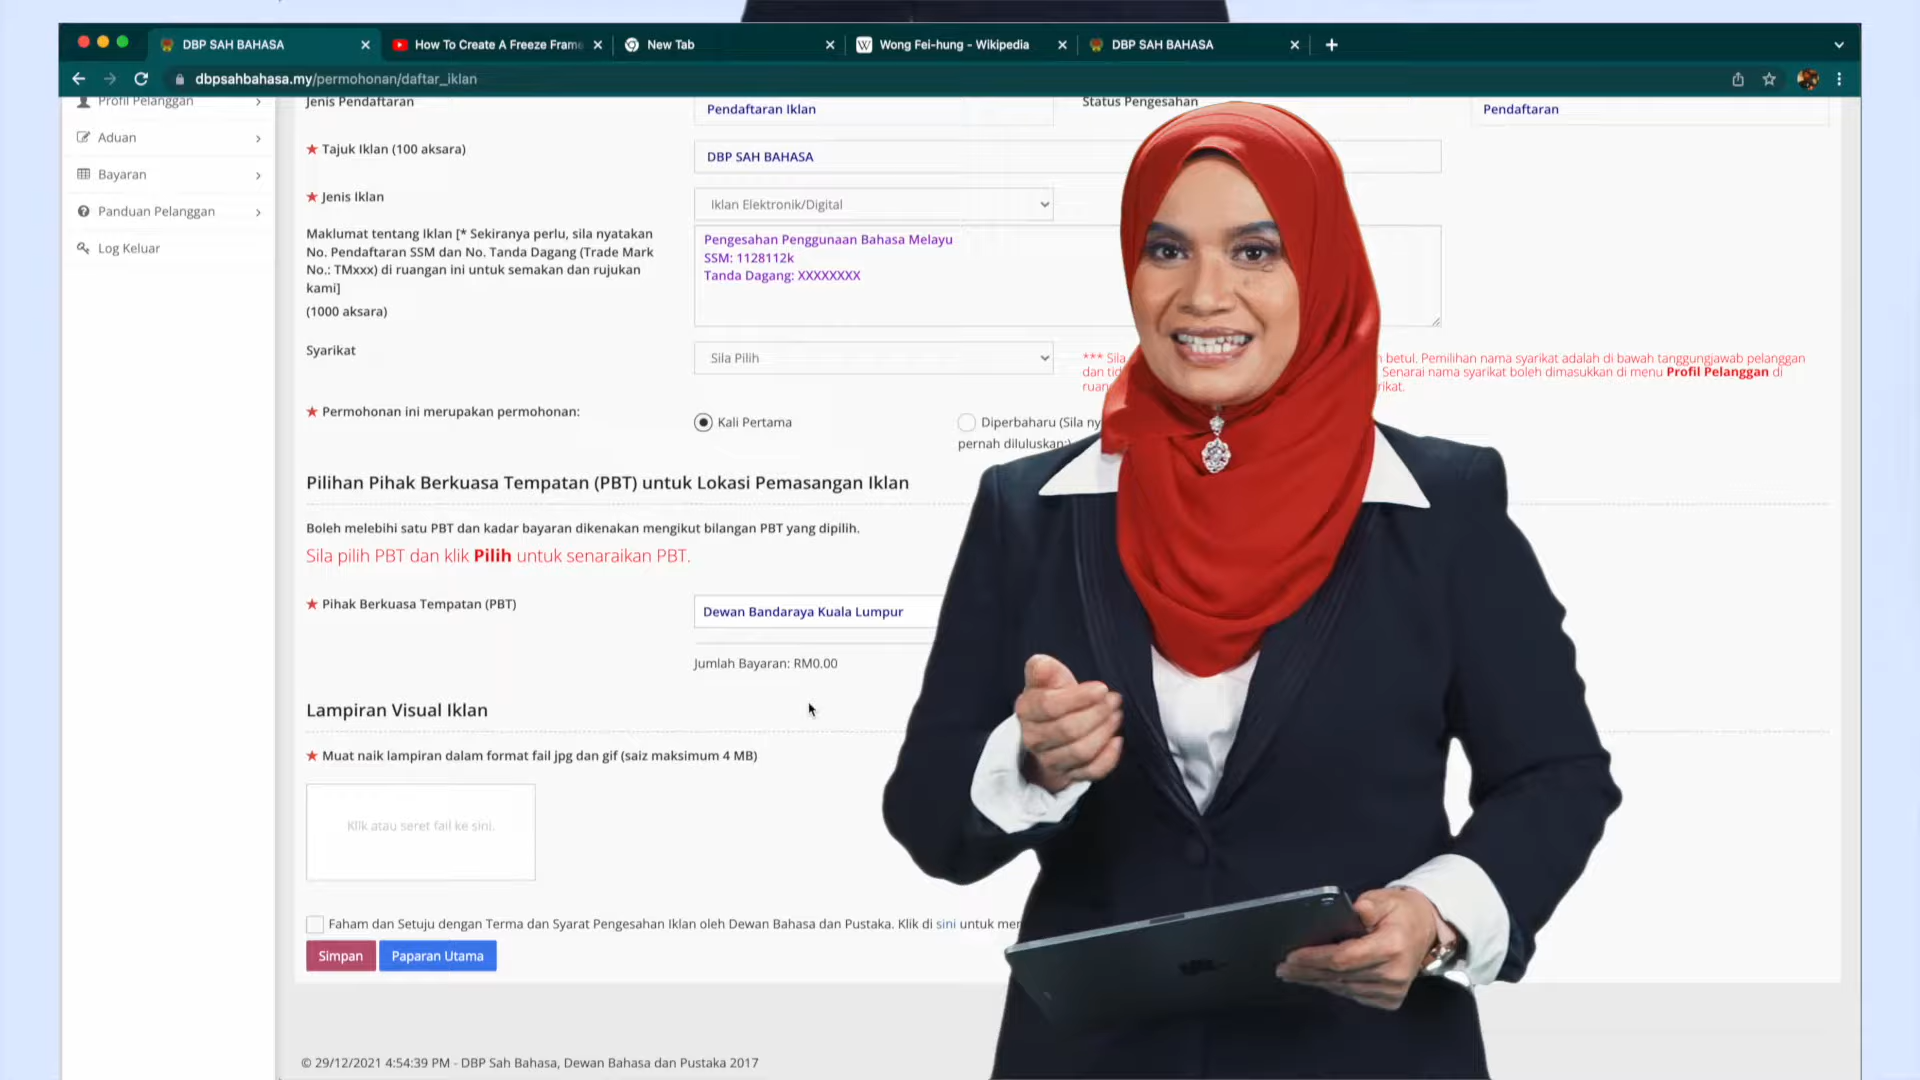 DBP SAH BAHASA
How To Create A Freeze Fram
New Tab
Wong Fei-hung - Wikipedia
DBP SAH BAHASA
dbpsahbahasa.my/permohonan/daftar_iklan
Profil Pelanggan
Aduan
Bayaran
Panduan Pelanggan
Log Keluar
Jenis Pendaftaran
Pendaftaran Iklan
Status Pengesahan
Pendaftaran
★ Tajuk Iklan (100 aksara)
DBP SAH BAHASA
★ Jenis Iklan
Iklan Elektronik/Digital
Maklumat tentang Iklan [* Sekiranya perlu, sila nyatakan
No. Pendaftaran SSM dan No. Tanda Dagang (Trade Mark
No.: TMxxx) di ruangan ini untuk semakan dan rujukan
kami]
(1000 aksara)
Pengesahan Penggunaan Bahasa Melayu
SSM: 1128112k
Tanda Dagang: XXXXXXXX
Syarikat
Sila Pilih
*** Sila betul. Pemilihan nama syarikat adalah di bawah tanggungjawab pelanggan
dan Senarai nama syarikat boleh dimasukkan di menu Profil Pelanggan di
★ Permohonan ini merupakan permohonan:
Kali Pertama
Diperbaharu (Sila ny
pernah diluluskan:)
Pilihan Pihak Berkuasa Tempatan (PBT) untuk Lokasi Pemasangan Iklan
Boleh melebihi satu PBT dan kadar bayaran dikenakan mengikut bilangan PBT yang dipilih.
Sila pilih PBT dan klik Pilih untuk senaraikan PBT.
★ Pihak Berkuasa Tempatan (PBT)
Dewan Bandaraya Kuala Lumpur
Jumlah Bayaran: RM0.00
Lampiran Visual Iklan
★ Muat naik lampiran dalam format fail jpg dan gif (saiz maksimum 4 MB)
Klik atau seret fail ke sini.
Faham dan Setuju dengan Terma dan Syarat Pengesahan Iklan oleh Dewan Bahasa dan Pustaka. Klik di sini untuk mer
Simpan
Paparan Utama
© 29/12/2021 4:54:39 PM - DBP Sah Bahasa, Dewan Bahasa dan Pustaka 2017